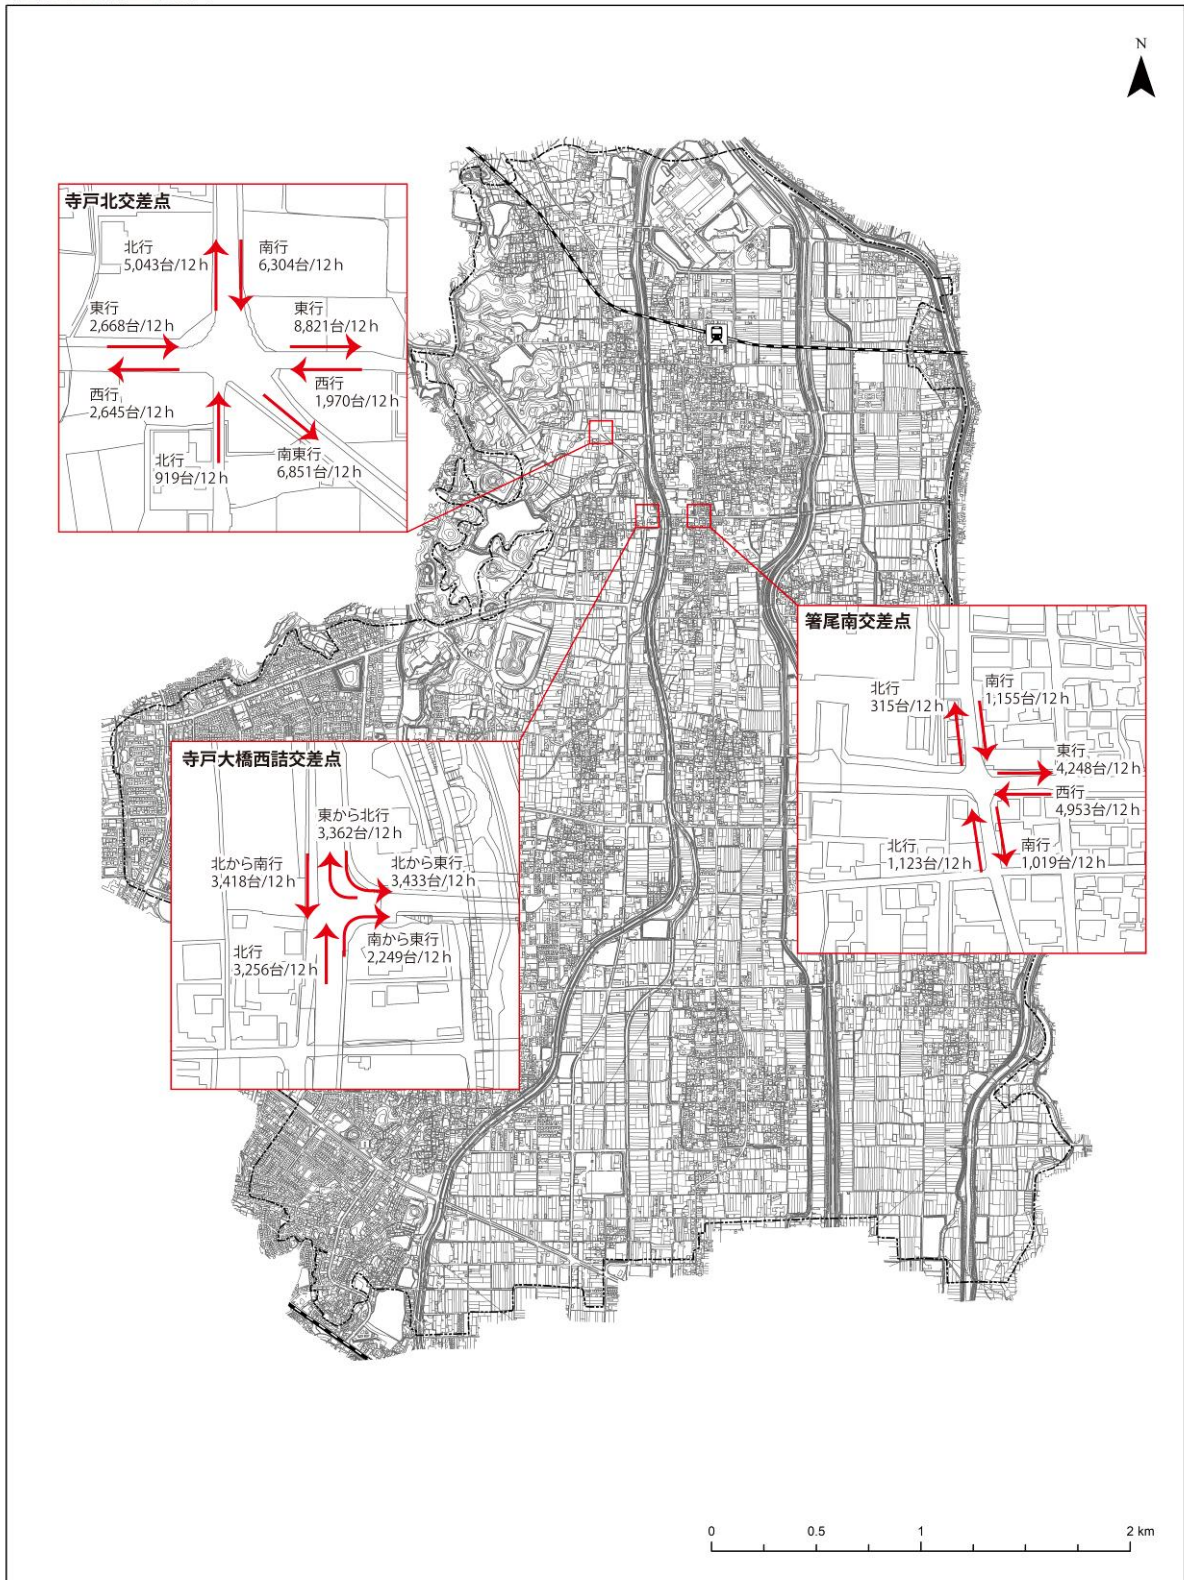 N
寺戸北交差点
北行
5,043台/12ｈ
南行
6,304台/12ｈ
東行
2,668台/12ｈ
東行
8,821台/12ｈ
西行
2,645台/12ｈ
西行
1,970台/12ｈ
北行
919台/12ｈ
南東行
6,851台/12ｈ
箸尾南交差点
北行
315台/12ｈ
南行
1,155台/12ｈ
東行
4,248台/12ｈ
西行
4,953台/12ｈ
北行
1,123台/12ｈ
南行
1,019台/12ｈ
寺戸大橋西詰交差点
東から北行
3,362台/12ｈ
北から南行
3,418台/12ｈ
北から東行
3,433台/12ｈ
北行
3,256台/12ｈ
南から東行
2,249台/12ｈ
0 0.5 1 2 km